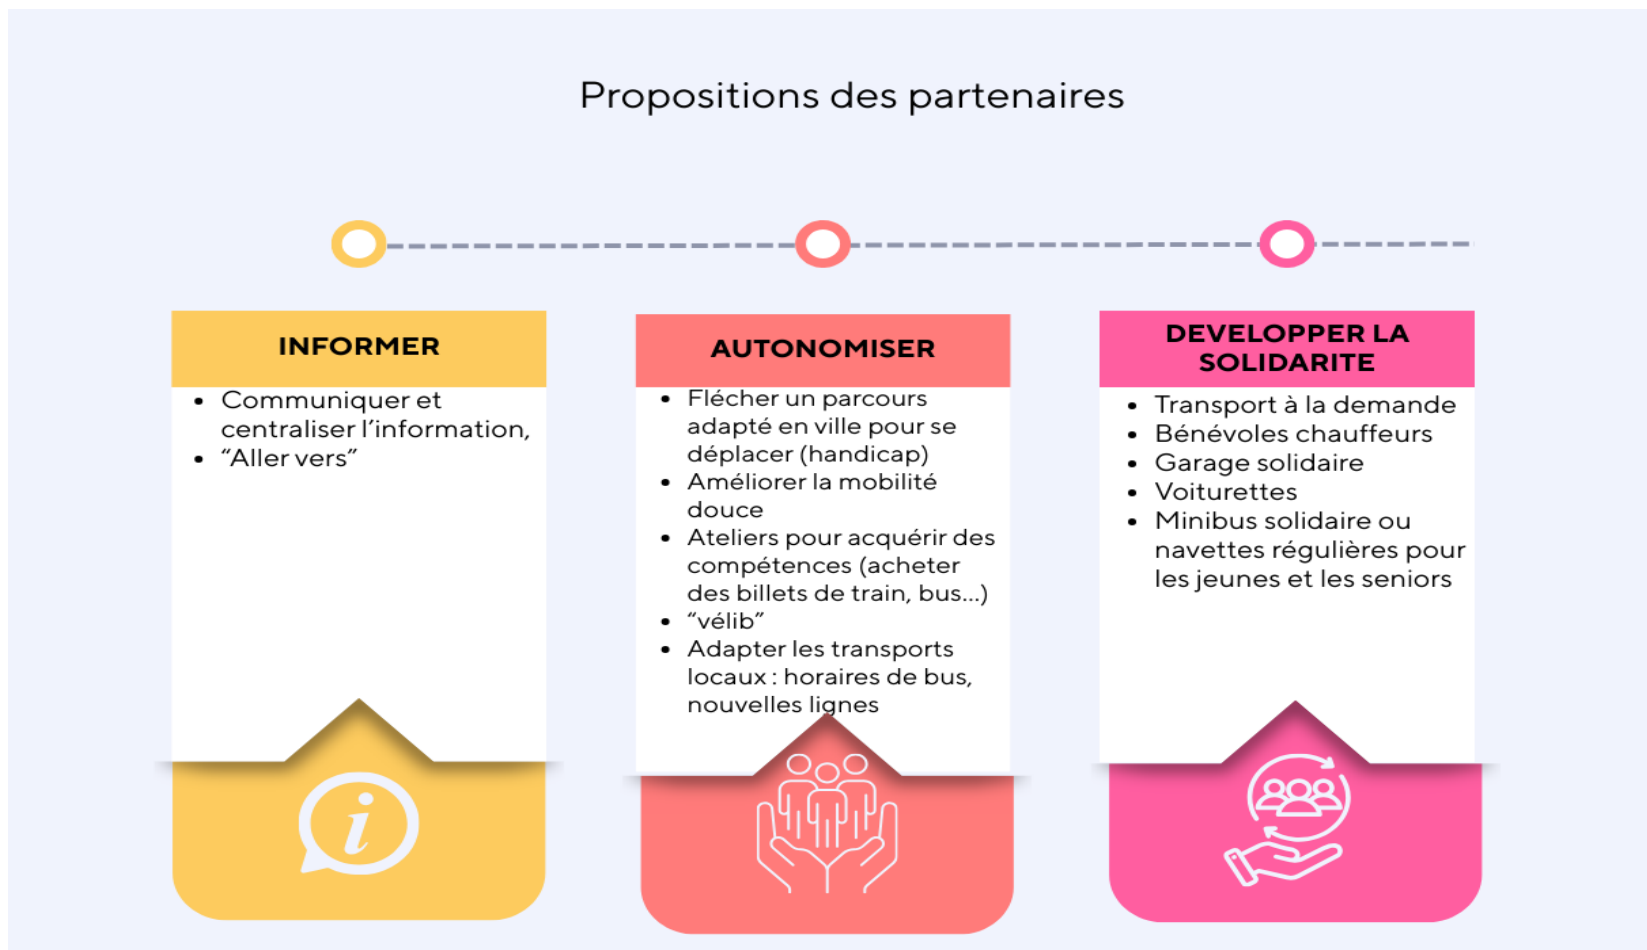 Propositions des partenaires
INFORMER
• Communiquer et
centraliser l’information,
• “Aller vers”
AUTONOMISER
• Flécher un parcours
adapté en ville pour se
déplacer (handicap)
• Améliorer la mobilité
douce
• Ateliers pour acquérir des
compétences (acheter
des billets de train, bus...)
• “vélib”
• Adapter les transports
locaux : horaires de bus,
nouvelles lignes
DEVELOPPER LA
SOLIDARITE
• Transport à la demande
• Bénévoles chauffeurs
• Garage solidaire
• Voiturettes
• Minibus solidaire ou
navettes régulières pour
les jeunes et les seniors
i